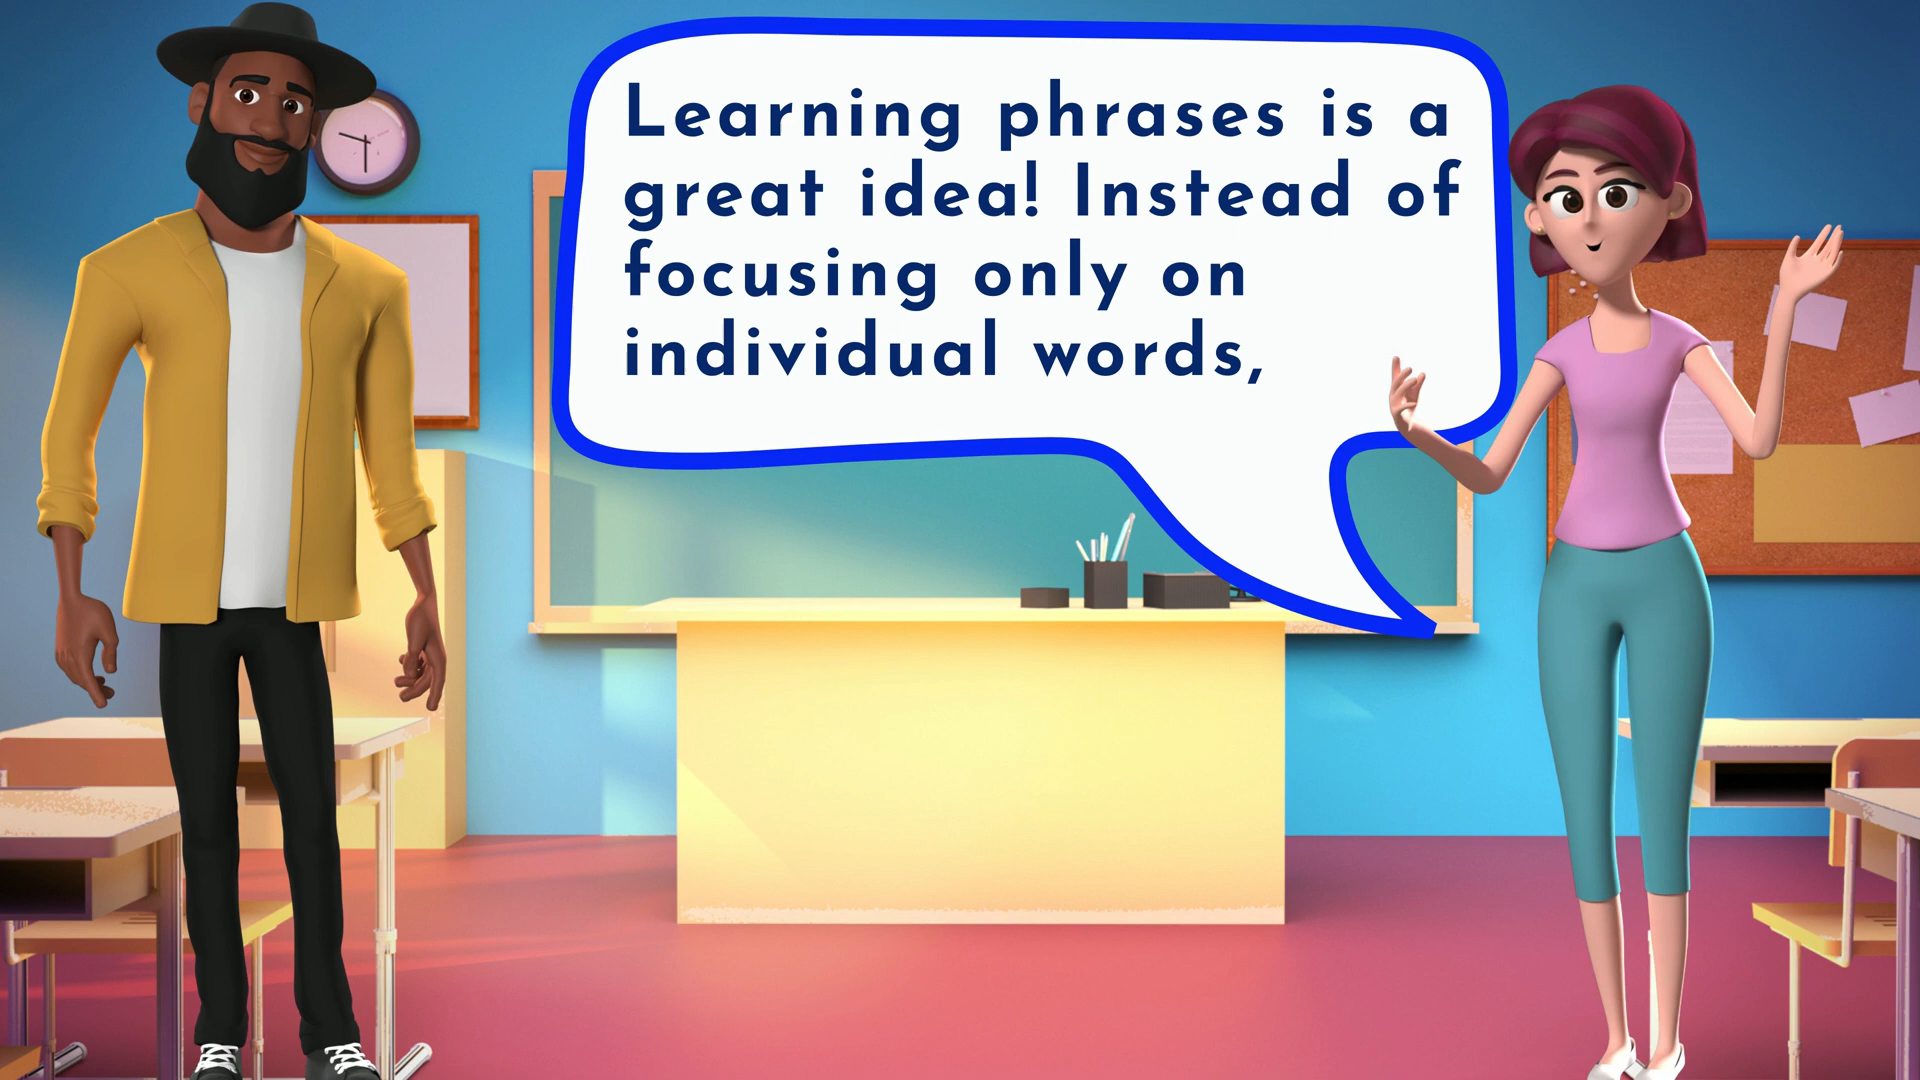 Learning phrases is a
great idea! Instead of
focusing only on
individual words,